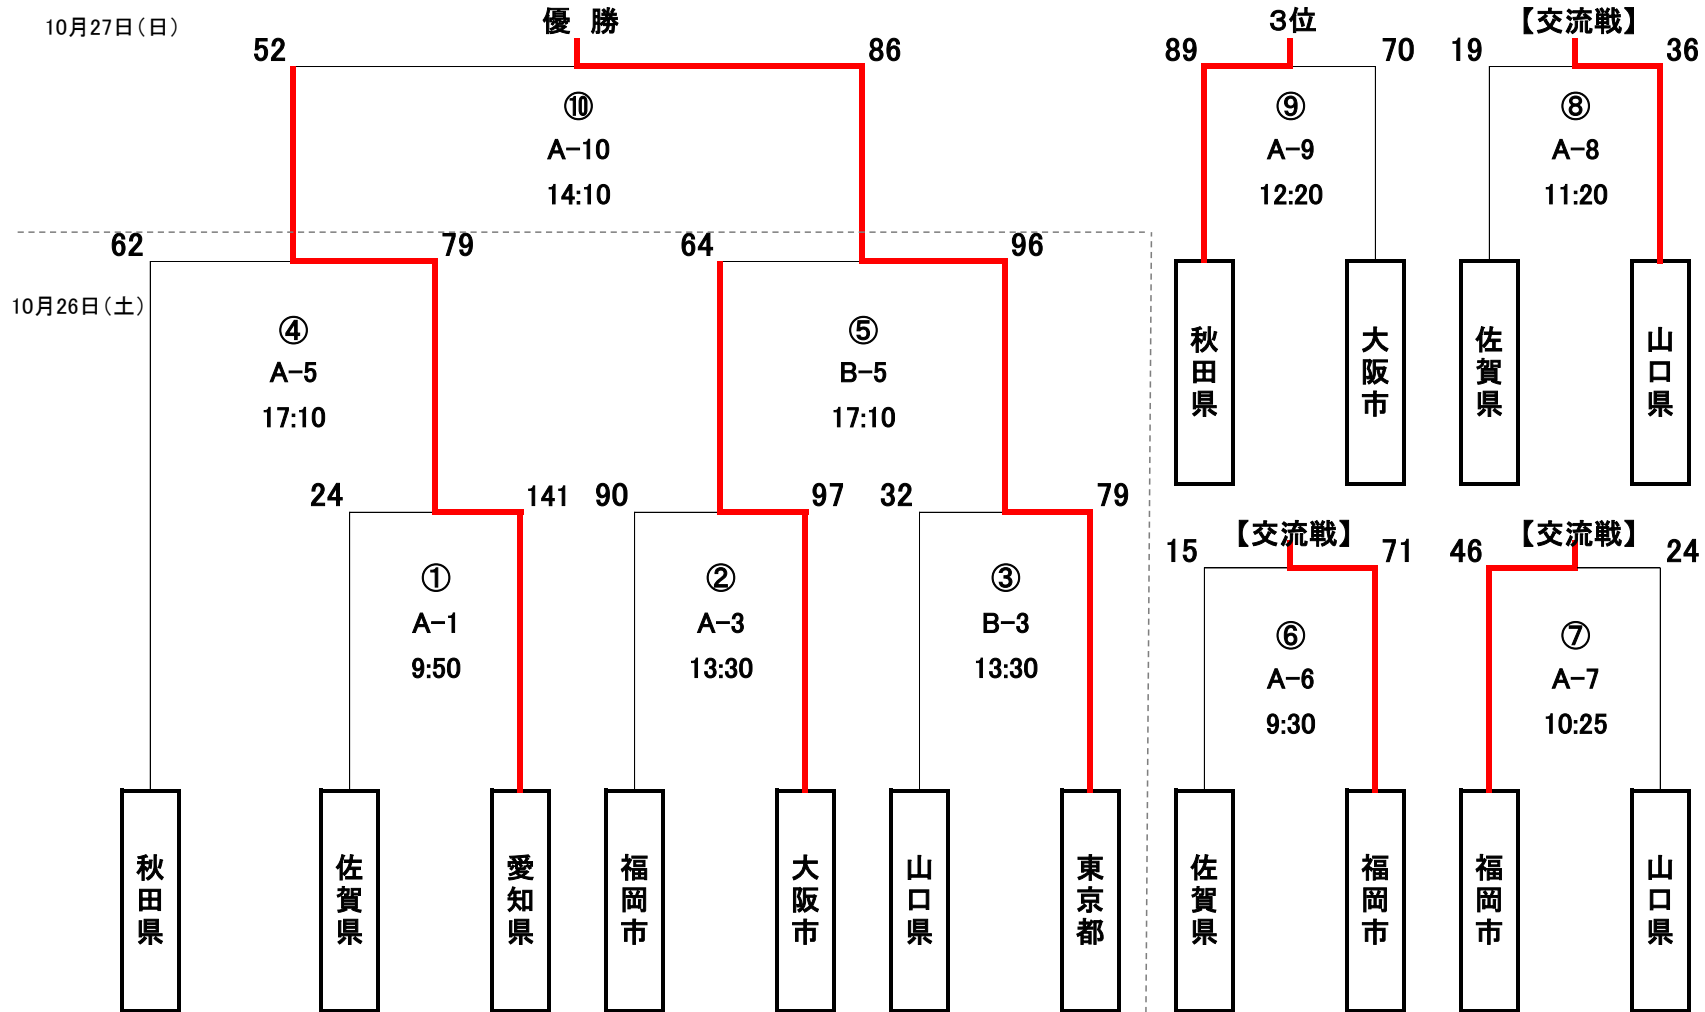 10月27日（日）
優 勝
52
86
⑩
A-10
14:10
３位
89
70
⑨
A-9
12:20
秋田県
大阪市
【交流戦】
19
36
⑧
A-8
11:20
佐賀県
山口県
10月26日（土）
62
79
④
A-5
17:10
64
96
⑤
B-5
17:10
24
141
①
A-1
9:50
90
97
②
A-3
13:30
32
79
③
B-3
13:30
秋田県
佐賀県
愛知県
福岡市
大阪市
山口県
東京都
【交流戦】
15
71
⑥
A-6
9:30
佐賀県
福岡市
【交流戦】
46
24
⑦
A-7
10:25
福岡市
山口県